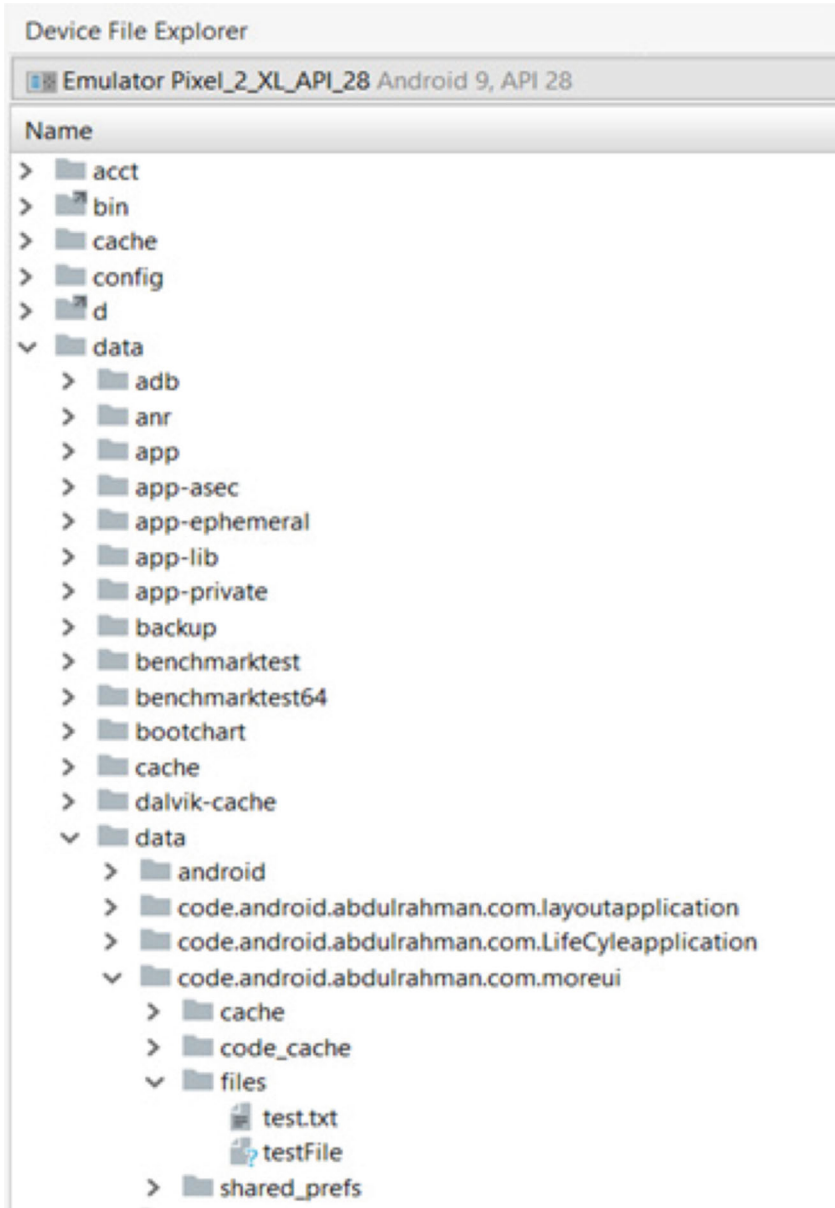 Device File Explorer
Emulator Pixel_2_XL_API_28 Android 9, API 28
Name
acct
bin
cache
config
d
data
adb
anr
app
app-asec
app-ephemeral
app-lib
app-private
backup
benchmarktest
benchmarktest64
bootchart
cache
dalvik-cache
data
android
code.android.abdulrahman.com.layoutapplication
code.android.abdulrahman.com.LifeCyleapplication
code.android.abdulrahman.com.moreui
cache
code_cache
files
test.txt
testFile
shared_prefs